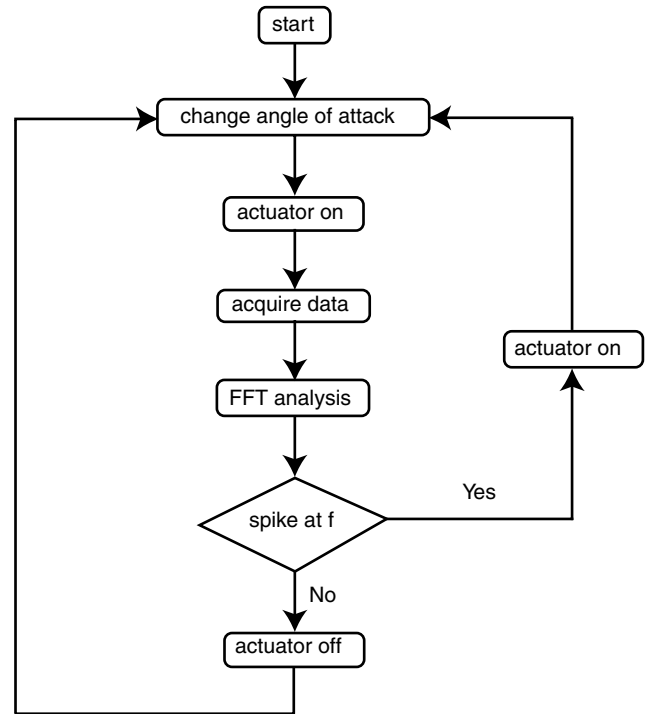 start
change angle of attack
actuator on
acquire data
actuator on
FFT analysis
Yes
spike at f
No
actuator off